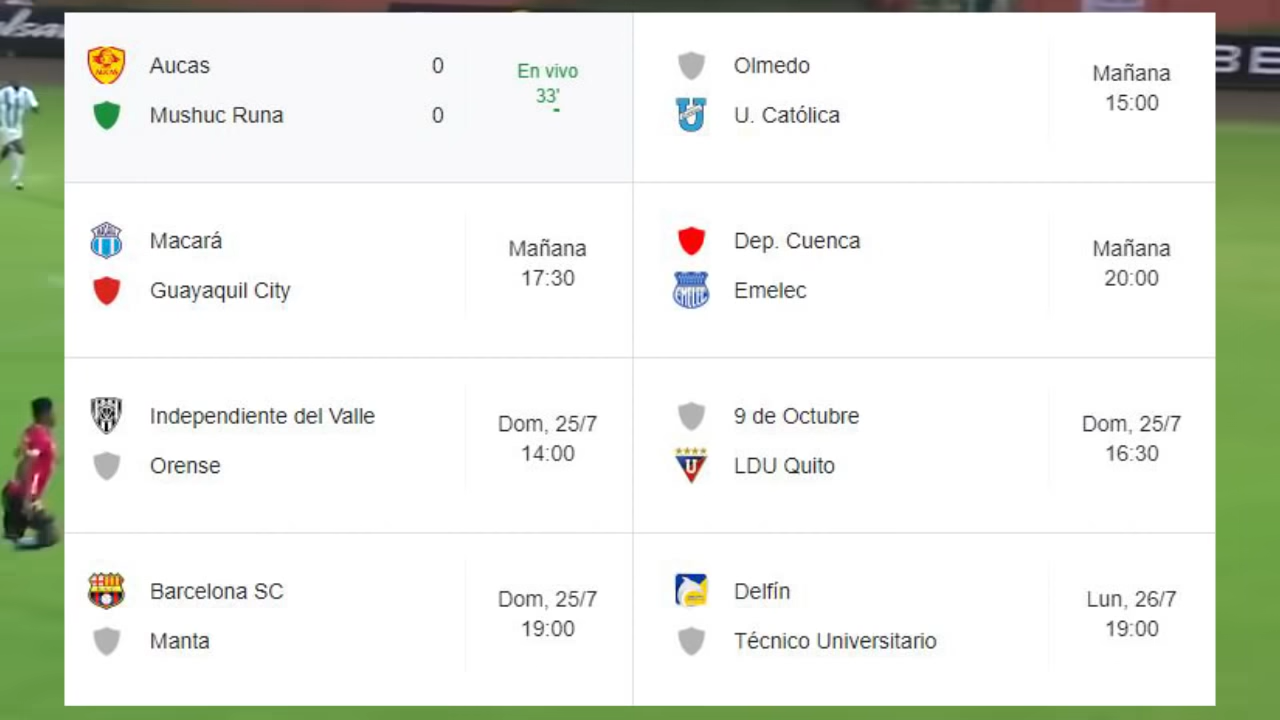 Aucas 0
Mushuc Runa 0
En vivo
33'
Olmedo
U. Católica
Mañana
15:00
Macará
Guayaquil City
Mañana
17:30
Dep. Cuenca
EMELEC
Emelec
Mañana
20:00
Independiente del Valle
Orense
Dom, 25/7
14:00
9 de Octubre
U
LDU Quito
Dom, 25/7
16:30
Barcelona SC
Manta
Dom, 25/7
19:00
Delfín
Técnico Universitario
Lun, 26/7
19:00